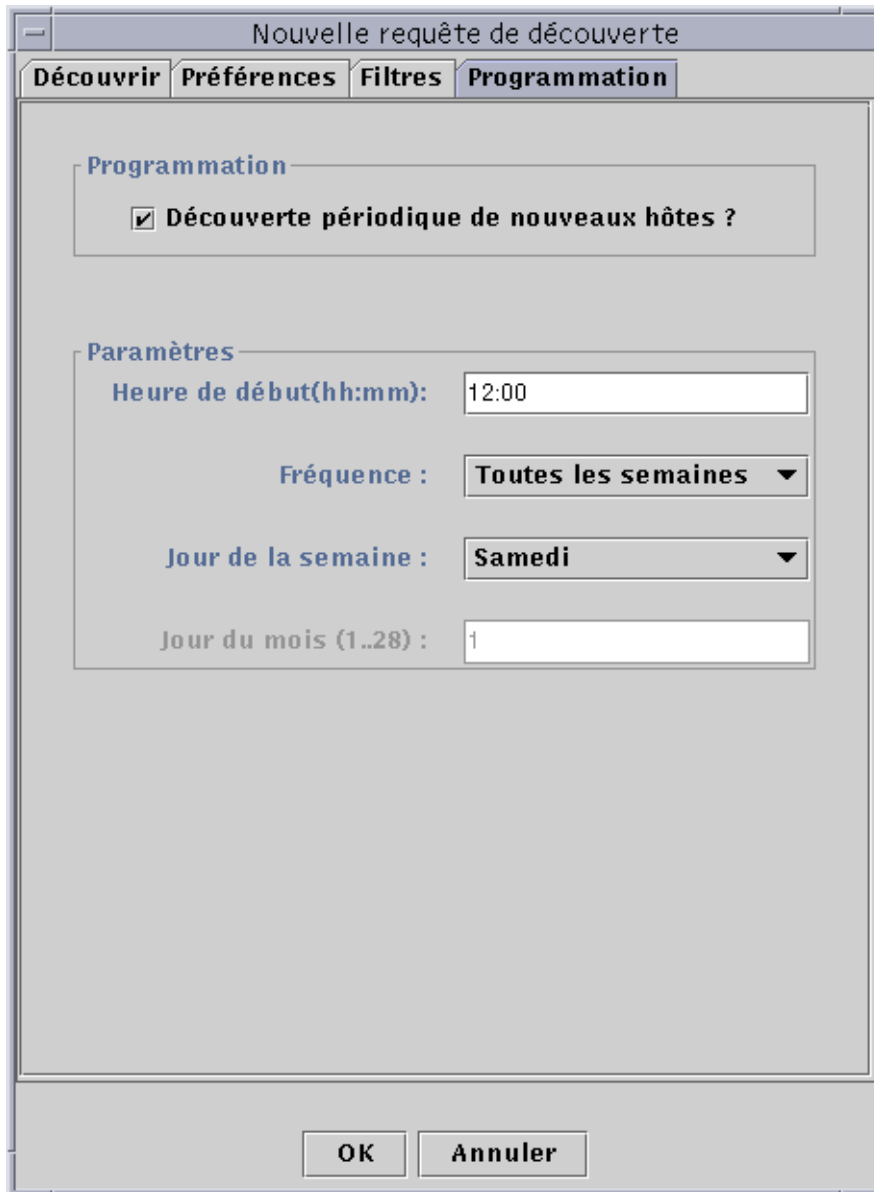 Nouvelle requête de découverte
Découvrir Préférences Filtres Programmation
Programmation
Découverte périodique de nouveaux hôtes ?
Paramètres
Heure de début(hh:mm): 12:00
Fréquence : Toutes les semaines
Jour de la semaine : Samedi
Jour du mois (1..28) : 1
OK Annuler